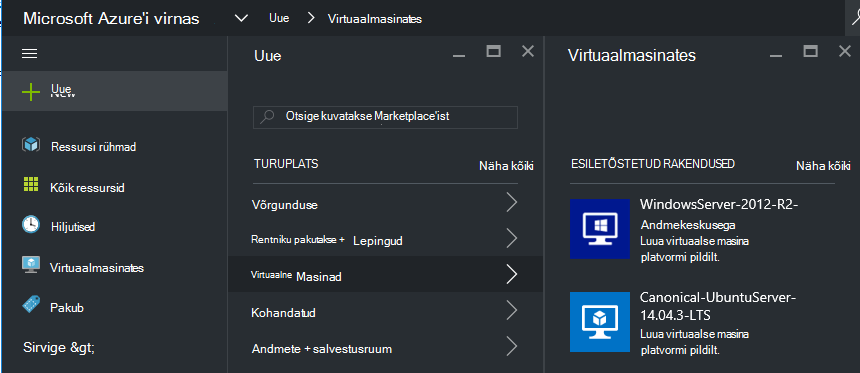 Microsoft Azure'i virnas
Uue
Virtuaalmasinates
Uue
New
Ressursi rühmad
Kõik ressursid
Hiljutised
Virtuaalmasinates
Pakub
Sirvige &gt;
Uue
Otsige kuvatakse Marketplace'ist
TURUPLATS
Näha kõiki
Võrgunduse
Rentniku pakutakse + Lepingud
Virtuaalne Masinad
Kohandatud
Andmete + salvestusruum
Virtuaalmasinates
ESILETÕSTETUD RAKENDUSED
Näha kõiki
WindowsServer-2012-R2-
Andmekeskusega
Luua virtuaalse masina
platvormi pildilt.
Canonical-UbuntuServer-
14.04.3-LTS
Luua virtuaalse masina
platvormi pildilt.